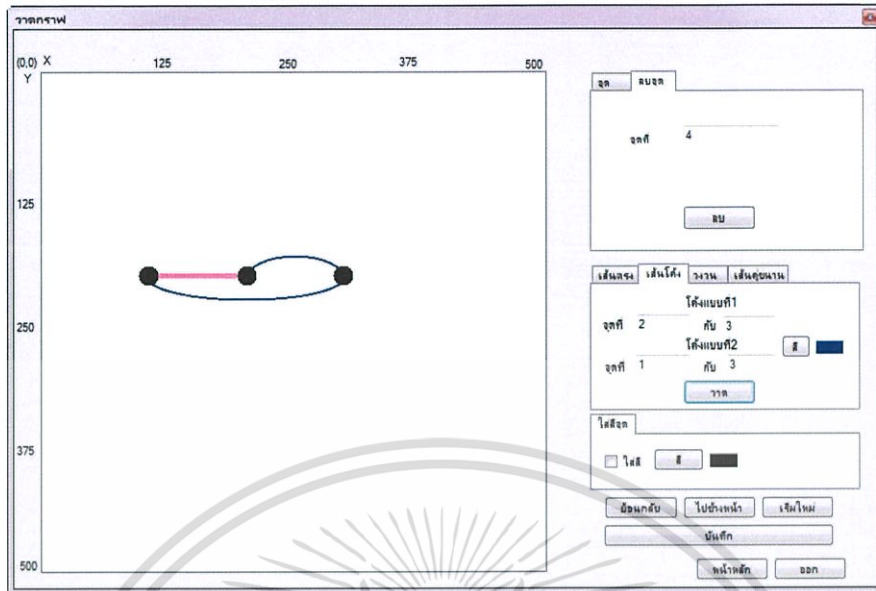 วาดกราฟ
(0,0) X 125 250 375 500
Y
125
250
375
500
จุด ลบจุด
จุดที่ 4
ลบ
เส้นตรง เส้นโค้ง วงวน เส้นคู่ขนาน
โค้งแบบที่1
จุดที่ 2 กับ 3
โค้งแบบที่2
สี
จุดที่ 1 กับ 3
วาด
ใส่สีจุด
ใส่สี สี
ย้อนกลับ ไปข้างหน้า เริ่มใหม่
บันทึก
หน้าหลัก ออก